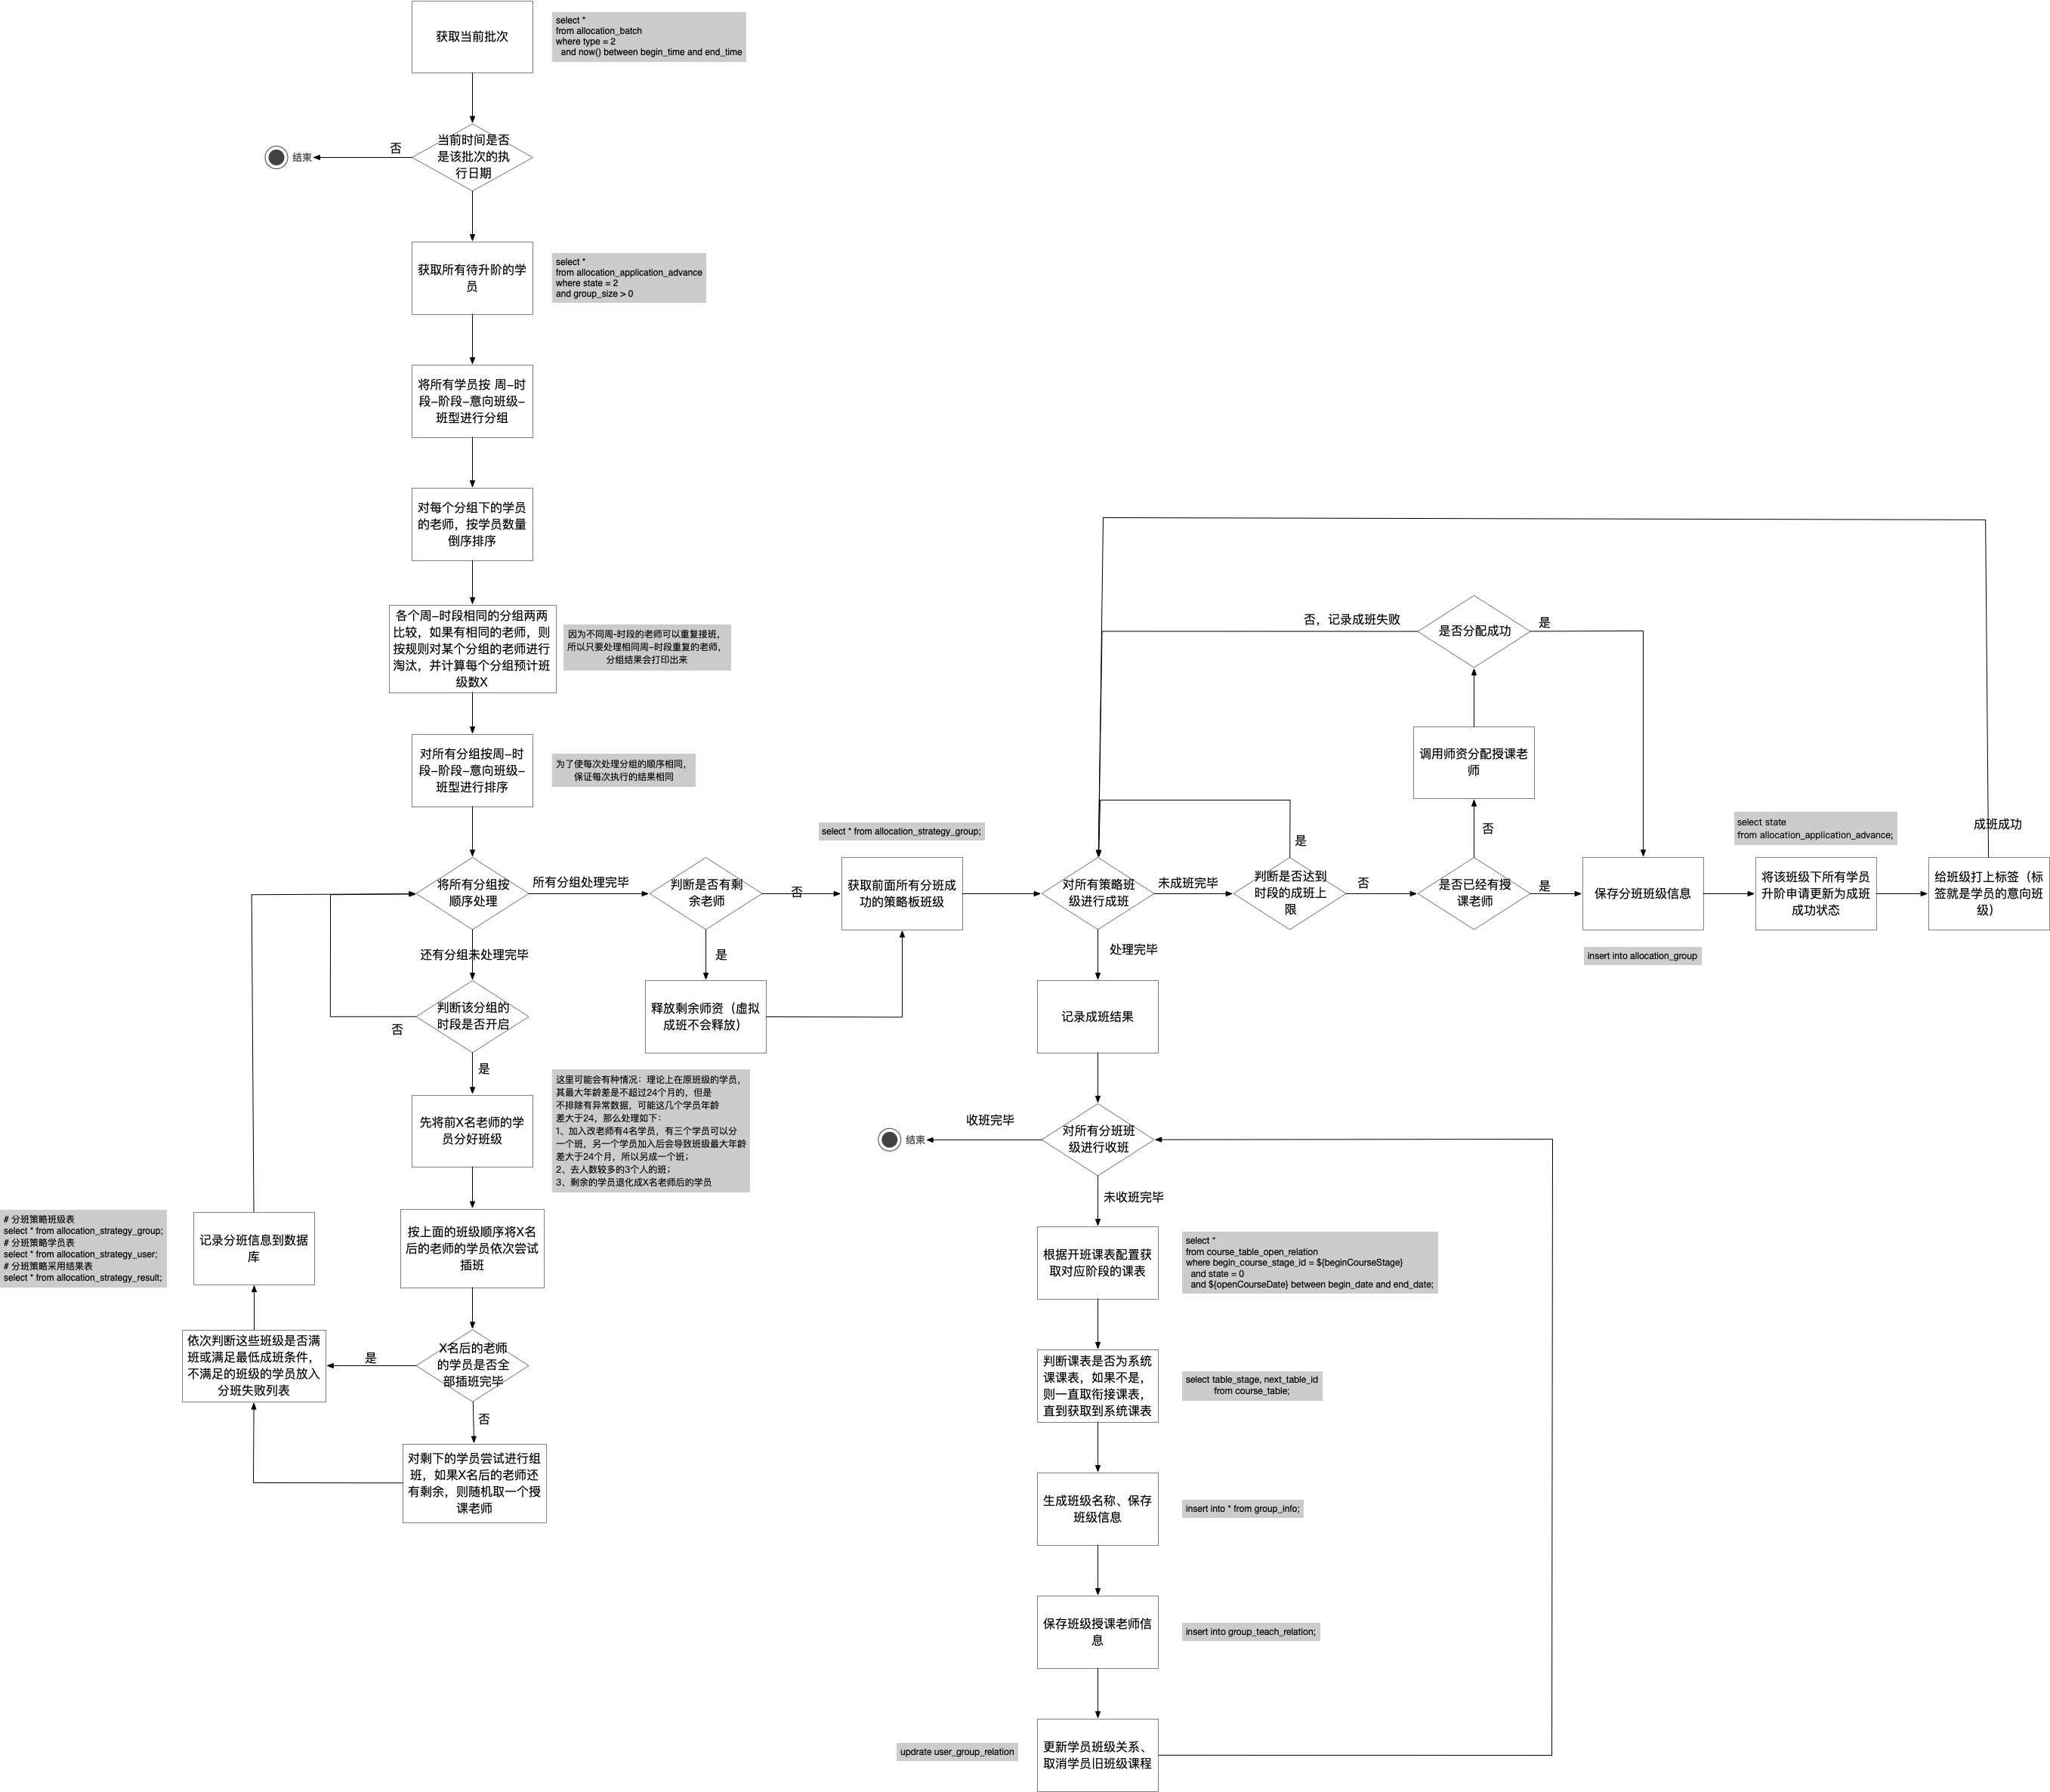 获取当前批次
select *
from allocation_batch
where type = 2
and now() between begin_time and end_time
当前时间是否
是该批次的执
行日期
否
结束
获取所有待升阶的学
员
select *
from allocation_application_advance
where state = 2
and group_size > 0
将所有学员按 周–时
段–阶段–意向班级–
班型进行分组
对每个分组下的学员
的老师，按学员数量
倒序排序
各个周–时段相同的分组两两
比较，如果有相同的老师，则
按规则对某个分组的老师进行
淘汰，并计算每个分组预计班
级数X
因为不同周-时段的老师可以重复接班，
所以只要处理相同周–时段重复的老师，
分组结果会打印出来
对所有分组按周–时
段–阶段–意向班级–
班型进行排序
为了使每次处理分组的顺序相同，
保证每次执行的结果相同
将所有分组按
顺序处理
所有分组处理完毕
还有分组未处理完毕
判断该分组的
时段是否开启
否
是
先将前X名老师的学
员分好班级
这里可能会有种情况：理论上在原班级的学员，
其最大年龄差是不超过24个月的，但是
不排除有异常数据，可能这几个学员年龄
差大于24，那么处理如下：
1、加入改老师有4名学员，有三个学员可以分
一个班，另一个学员加入后会导致班级最大年龄
差大于24个月，所以另成一个班；
2、去人数较多的3个人的班；
3、剩余的学员退化成X名老师后的学员
按上面的班级顺序将X名
后的老师的学员依次尝试
插班
X名后的老师
的学员是否全
部插班完毕
是
否
对剩下的学员尝试进行组
班，如果X名后的老师还
有剩余，则随机取一个授
课老师
依次判断这些班级是否满
班或满足最低成班条件，
不满足的班级的学员放入
分班失败列表
记录分班信息到数据
库
# 分班策略班级表
select * from allocation_strategy_group;
# 分班策略学员表
select * from allocation_strategy_user;
# 分班策略采用结果表
select * from allocation_strategy_result;
判断是否有剩
余老师
否
是
释放剩余师资（虚拟
成班不会释放）
select * from allocation_strategy_group;
获取前面所有分班成
功的策略板班级
对所有策略班
级进行成班
未成班完毕
处理完毕
判断是否达到
时段的成班上
限
是
否
是否已经有授
课老师
否
是
调用师资分配授课老
师
是否分配成功
否，记录成班失败
是
保存分班班级信息
insert into allocation_group
select state
from allocation_application_advance;
将该班级下所有学员
升阶申请更新为成班
成功状态
给班级打上标签（标
签就是学员的意向班
级）
成班成功
记录成班结果
对所有分班班
级进行收班
收班完毕
结束
未收班完毕
根据开班课表配置获
取对应阶段的课表
select *
from course_table_open_relation
where begin_course_stage_id = ${beginCourseStage}
and state = 0
and ${openCourseDate} between begin_date and end_date;
判断课表是否为系统
课课表，如果不是，
则一直取衔接课表，
直到获取到系统课表
select table_stage, next_table_id
from course_table;
生成班级名称、保存
班级信息
insert into * from group_info;
保存班级授课老师信
息
insert into group_teach_relation;
更新学员班级关系、
取消学员旧班级课程
updrate user_group_relation